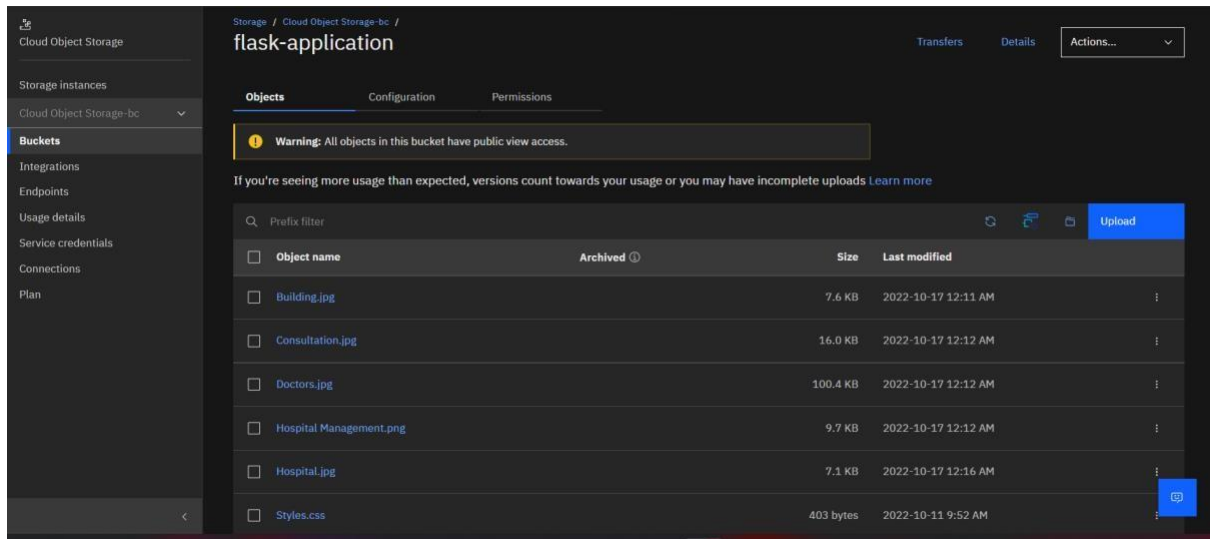 Cloud Object Storage
Storage instances
Cloud Object Storage-bc
Buckets
Integrations
Endpoints
Usage details
Service credentials
Connections
Plan
Storage / Cloud Object Storage-bc /
flask-application
Transfers Details Actions...
Objects Configuration Permissions
Warning: All objects in this bucket have public view access.
If you're seeing more usage than expected, versions count towards your usage or you may have incomplete uploads Learn more
Prefix filter Upload
Object name Archived Size Last modified
Building.jpg 7.6 KB 2022-10-17 12:11 AM
Consultation.jpg 16.0 KB 2022-10-17 12:12 AM
Doctors.jpg 100.4 KB 2022-10-17 12:12 AM
Hospital Management.png 9.7 KB 2022-10-17 12:12 AM
Hospital.jpg 7.1 KB 2022-10-17 12:16 AM
Styles.css 403 bytes 2022-10-11 9:52 AM